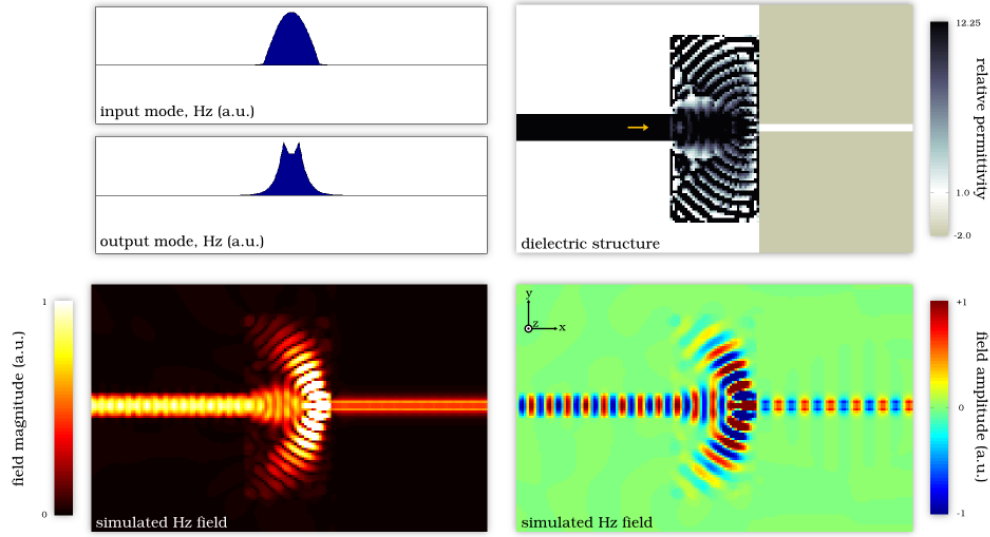 input mode, Hz (a.u.)
output mode, Hz (a.u.)
dielectric structure
12.25
1.0
-2.0
relative permittivity
1
0
field magnitude (a.u.)
simulated Hz field
y
z
x
simulated Hz field
+1
0
-1
field amplitude (a.u.)